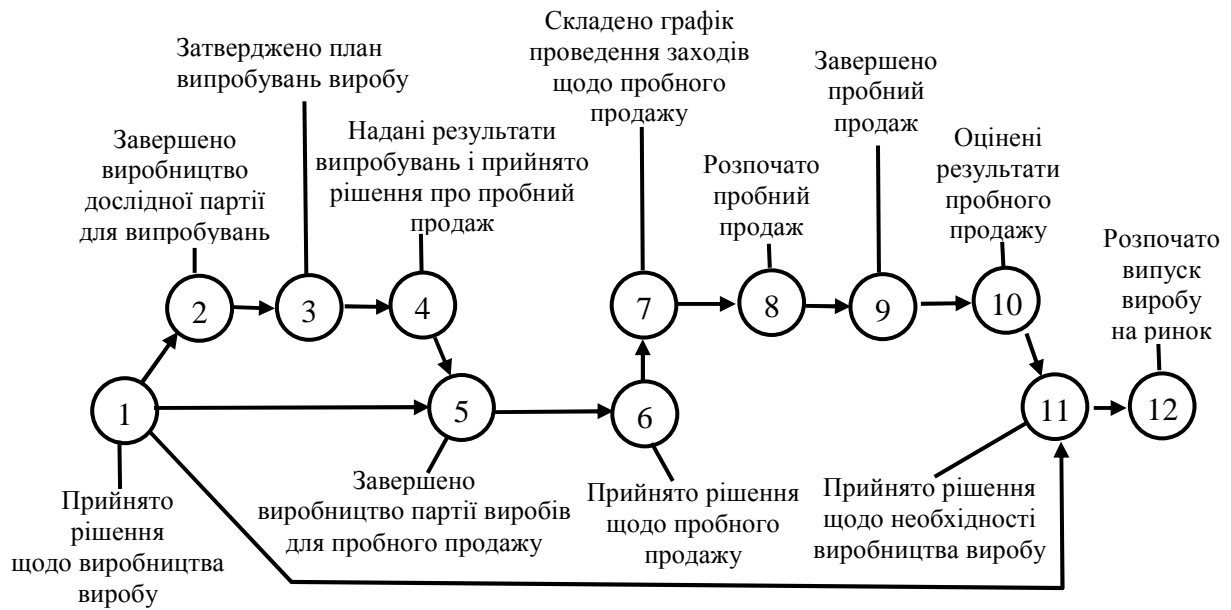 Затверджено план
випробувань виробу
Складено графік
проведення заходів
щодо пробного
продажу
Завершено
пробний
продаж
Завершено
виробництво
дослідної партії
для випробувань
Надані результати
випробувань і прийнято
рішення про пробний
продаж
Розпочато
пробний
продаж
Оцінені
результати
пробного
продажу
Розпочато
випуск
виробу
на ринок
2
3
4
7
8
9
10
1
5
6
11
12
Прийнято
рішення
щодо виробництва
виробу
Завершено
виробництво партії виробів
для пробного продажу
Прийнято рішення
щодо пробного
продажу
Прийнято рішення
щодо необхідності
виробництва виробу